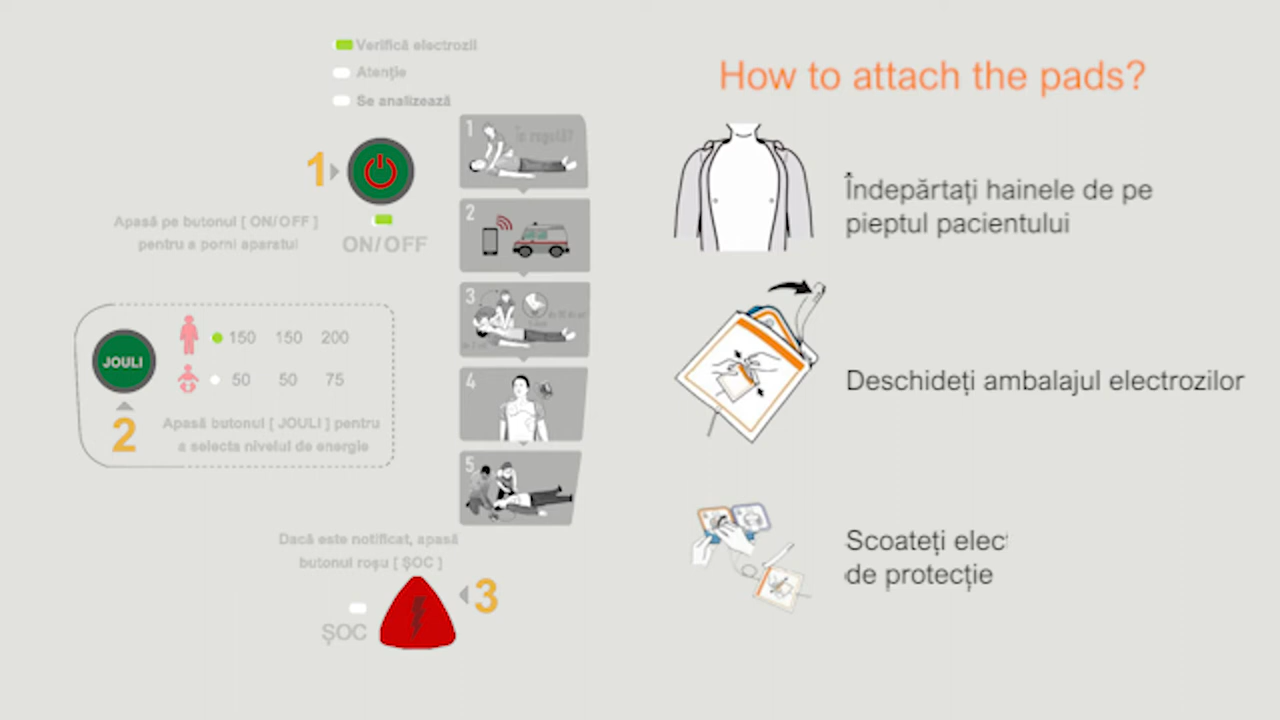 Verifică electrozii
Atenție
Se analizează
1
Apasă pe butonul [ ON/OFF ]
pentru a porni aparatul
ON/OFF
JOULI
150 150 200
50 50 75
2
Apasă butonul [ JOULI ] pentru
a selecta nivelul de energie
Dacă este notificat, apasă
butonul roșu [ ȘOC ]
3
ȘOC
1
În regulă?
2
3
4
5
How to attach the pads?
Îndepărtați hainele de pe
pieptul pacientului
Deschideți ambalajul electrozilor
Scoateți elec
de protecție